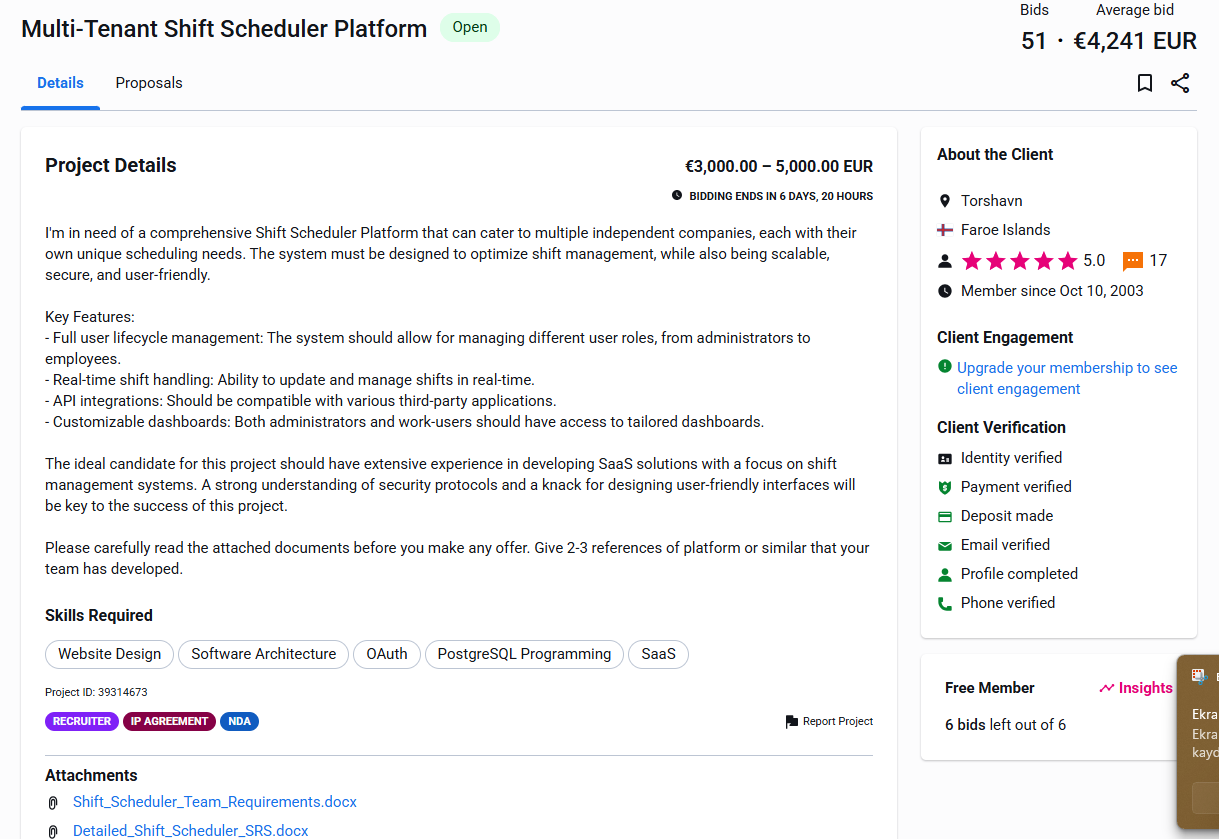 Multi-Tenant Shift Scheduler Platform Open
Bids Average bid
51 · €4,241 EUR
Details Proposals
Project Details
€3,000.00 – 5,000.00 EUR
BIDDING ENDS IN 6 DAYS, 20 HOURS
I'm in need of a comprehensive Shift Scheduler Platform that can cater to multiple independent companies, each with their
own unique scheduling needs. The system must be designed to optimize shift management, while also being scalable,
secure, and user-friendly.
Key Features:
- Full user lifecycle management: The system should allow for managing different user roles, from administrators to
employees.
- Real-time shift handling: Ability to update and manage shifts in real-time.
- API integrations: Should be compatible with various third-party applications.
- Customizable dashboards: Both administrators and work-users should have access to tailored dashboards.
The ideal candidate for this project should have extensive experience in developing SaaS solutions with a focus on shift
management systems. A strong understanding of security protocols and a knack for designing user-friendly interfaces will
be key to the success of this project.
Please carefully read the attached documents before you make any offer. Give 2-3 references of platform or similar that your
team has developed.
Skills Required
Website Design Software Architecture OAuth PostgreSQL Programming SaaS
Project ID: 39314673
RECRUITER IP AGREEMENT NDA
Report Project
Attachments
Shift_Scheduler_Team_Requirements.docx
Detailed_Shift_Scheduler_SRS.docx
About the Client
Torshavn
Faroe Islands
5.0 17
Member since Oct 10, 2003
Client Engagement
Upgrade your membership to see
client engagement
Client Verification
Identity verified
Payment verified
Deposit made
Email verified
Profile completed
Phone verified
Free Member Insights
6 bids left out of 6
Ekra
Ekra
kayd